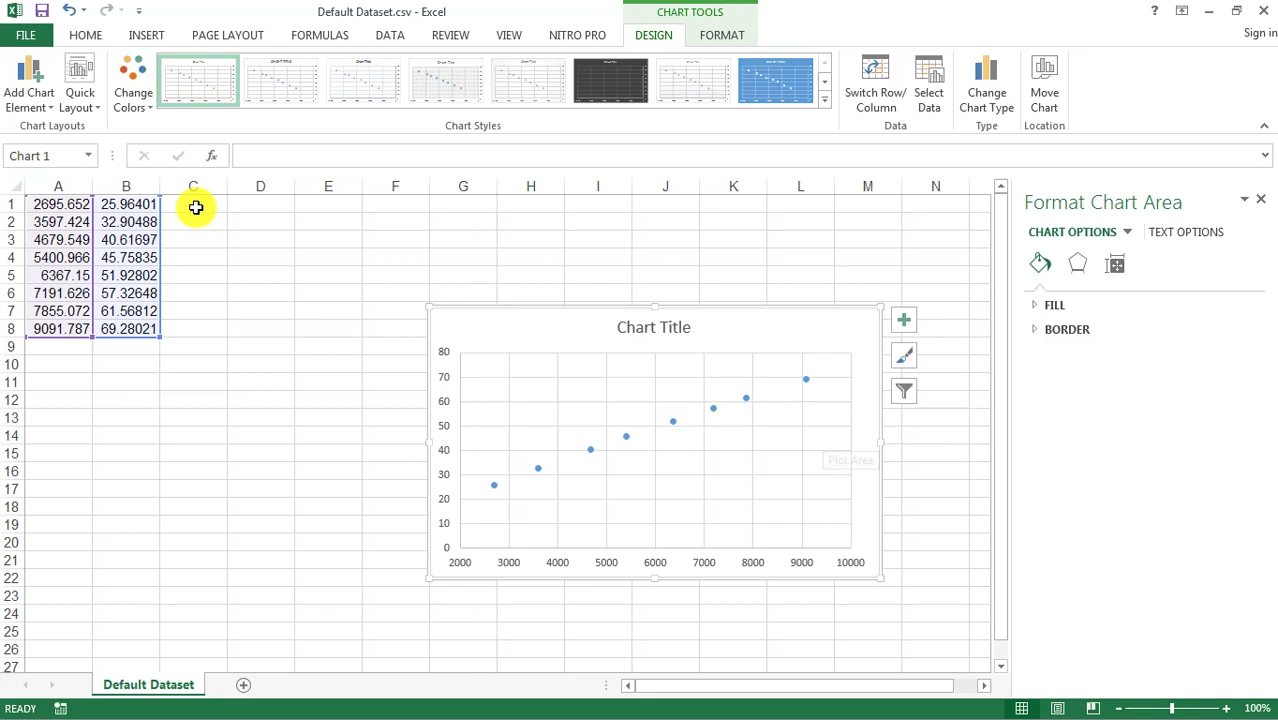 Default Dataset.csv - Excel
CHART TOOLS
?
FILE
HOME
INSERT
PAGE LAYOUT
FORMULAS
DATA
REVIEW
VIEW
NITRO PRO
DESIGN
FORMAT
Sign in
Add Chart Element
Quick Layout
Change Colors
Switch Row/ Column
Select Data
Change Chart Type
Move Chart
Chart Layouts
Chart Styles
Data
Type
Location
Chart 1
fx
A B C D E F G H I J K L M N
1 2695.652 25.96401
2 3597.424 32.90488
3 4679.549 40.61697
4 5400.966 45.75835
5 6367.15 51.92802
6 7191.626 57.32648
7 7855.072 61.56812
8 9091.787 69.28021
9
10
11
12
13
14
15
16
17
18
19
20
21
22
23
24
25
26
27
Chart Title
80
70
60
50
40
30
20
10
0
2000 3000 4000 5000 6000 7000 8000 9000 10000
Plot Area
Format Chart Area
CHART OPTIONS
TEXT OPTIONS
FILL
BORDER
Default Dataset
READY
100%